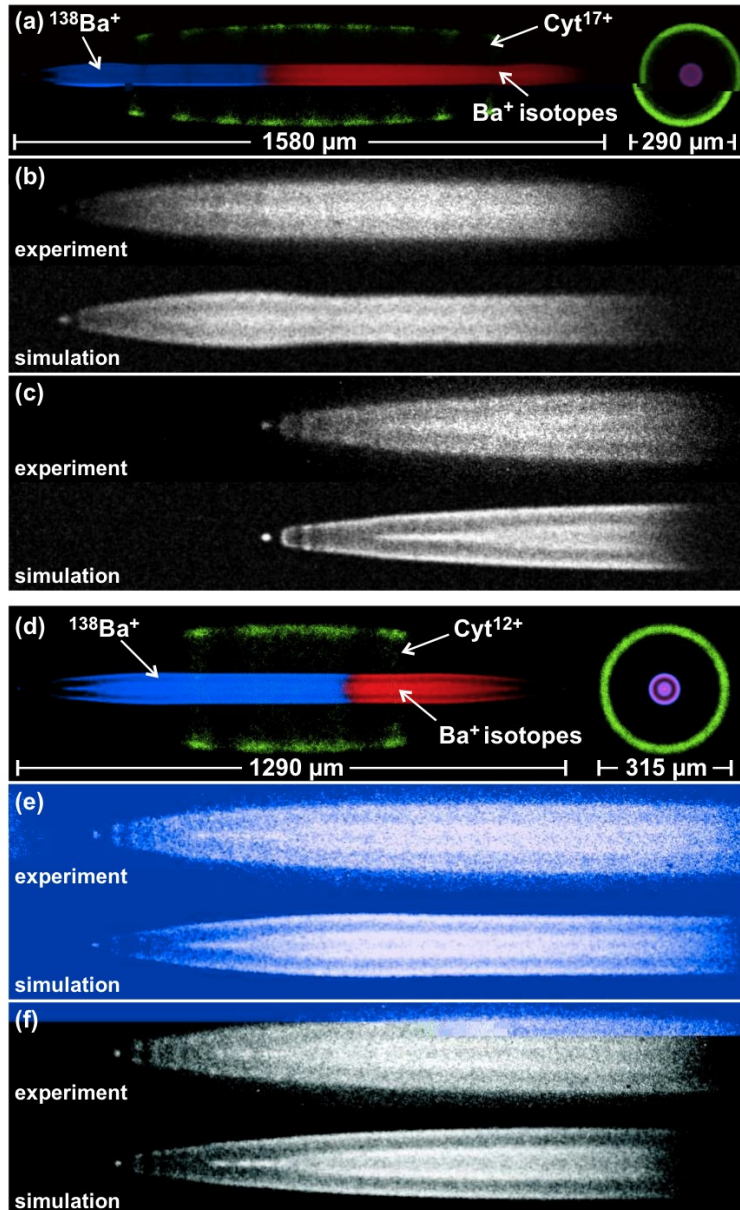 (a) ¹³⁸Ba⁺ Cyt¹⁷⁺
Ba⁺ isotopes
1580 µm 290 µm
(b)
experiment
simulation
(c)
experiment
simulation
(d) ¹³⁸Ba⁺ Cyt¹²⁺
Ba⁺ isotopes
1290 µm 315 µm
(e)
experiment
simulation
(f)
experiment
simulation